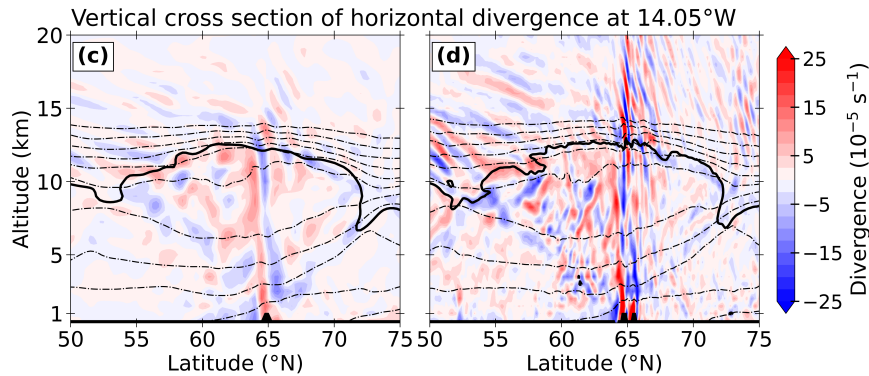 Vertical cross section of horizontal divergence at 14.05°W
(c)
(d)
20
15
10
5
1
Altitude (km)
50 55 60 65 70 75
50 55 60 65 70 75
Latitude (°N)
Latitude (°N)
25
15
5
−5
−15
−25
Divergence (10⁻⁵ s⁻¹)